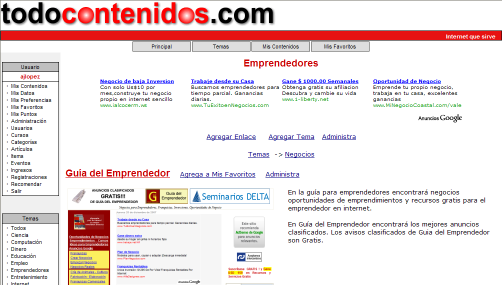 todocontenidos.com
Internet que sirve
Principal
Temas
Mis Contenidos
Mis Favoritos
Usuario
ajlopez
Mis Contenidos
Mis Datos
Mis Preferencias
Mis Favoritos
Mis Puntos
Administración
Usuarios
Cursos
Categorías
Artículos
Items
Eventos
Ingresos
Registraciones
Recomendar
Salir
Temas
Todos
Ciencia
Computación
Dinero
Educación
Empleo
Emprendedores
Entretenimiento
Internet
Emprendedores
Negocio de baja Inversion
Con solo Us$10 por
mes,construye tu negocio
propio en internet sencillo
www.ialcocerm.ws
Trabaje desde su Casa
Buscamos emprendedores para
tiempo parcial. Ganancias
diarias.
www.TuExitoenNegocios.com
Gane $ 1000,00 Semanales
Obtenga gratis su afiliacion
Descubra y cambie su vida
www.1-liberty.net
Oportunidad de Negocio
Emprende tu propio negocio,
trabaja en tu casa, excelentes
ganancias
www.MiNegocioCoastal.com/vale
Anuncios Google
Agregar Enlace Agregar Tema Administra
Temas -> Negocios
Guia del Emprendedor Agrega a Mis Favoritos Administra
ANUNCIOS CLASIFICADOS
GRATIS!!!
DE GUIA DEL EMPRENDEDOR
G Guía del Emprendedor
Seminarios DELTA
En la guía para emprendedores encontrará negocios
oportunidades de emprendimientos y recursos gratis para el
emprendedor en internet.
En Guía del Emprendedor encontrará los mejores anuncios
clasificados. Los avisos clasificados de Guia del Emprendedor
son Gratis.